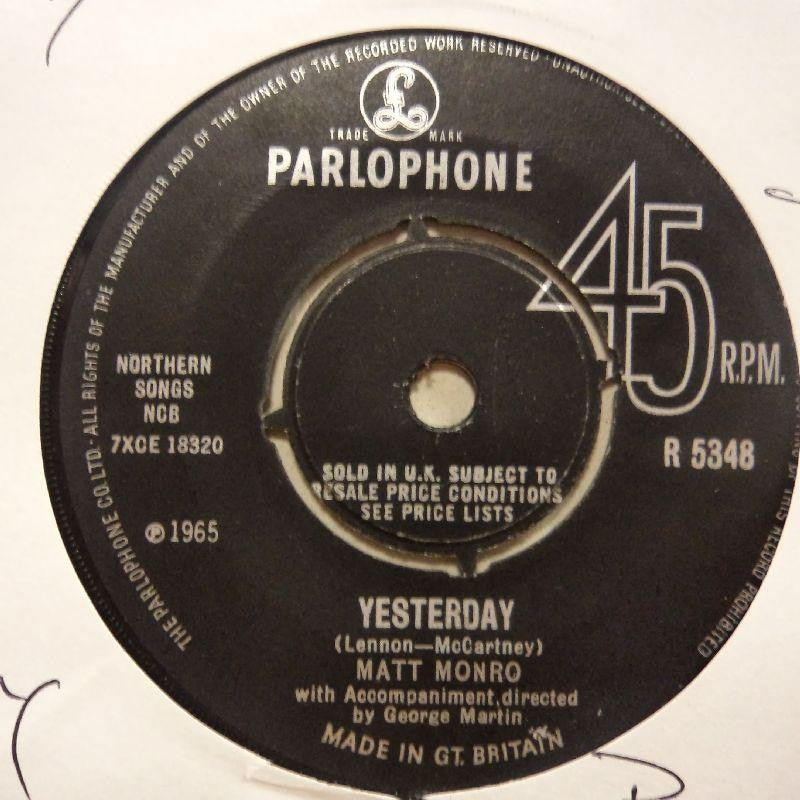 THE PARLOPHONE CO. LTD. · ALL RIGHTS OF THE MANUFACTURER AND OF THE OWNER OF THE RECORDED WORK RESERVED · UNAUTHORISED
OF THIS RECORD PROHIBITED
£
TRADE MARK
PARLOPHONE
45
R.P.M.
NORTHERN
SONGS
NCB
7XCE 18320
R 5348
SOLD IN U.K. SUBJECT TO
RESALE PRICE CONDITIONS
SEE PRICE LISTS
℗ 1965
YESTERDAY
(Lennon—McCartney)
MATT MONRO
with Accompaniment directed
by George Martin
MADE IN GT. BRITAIN